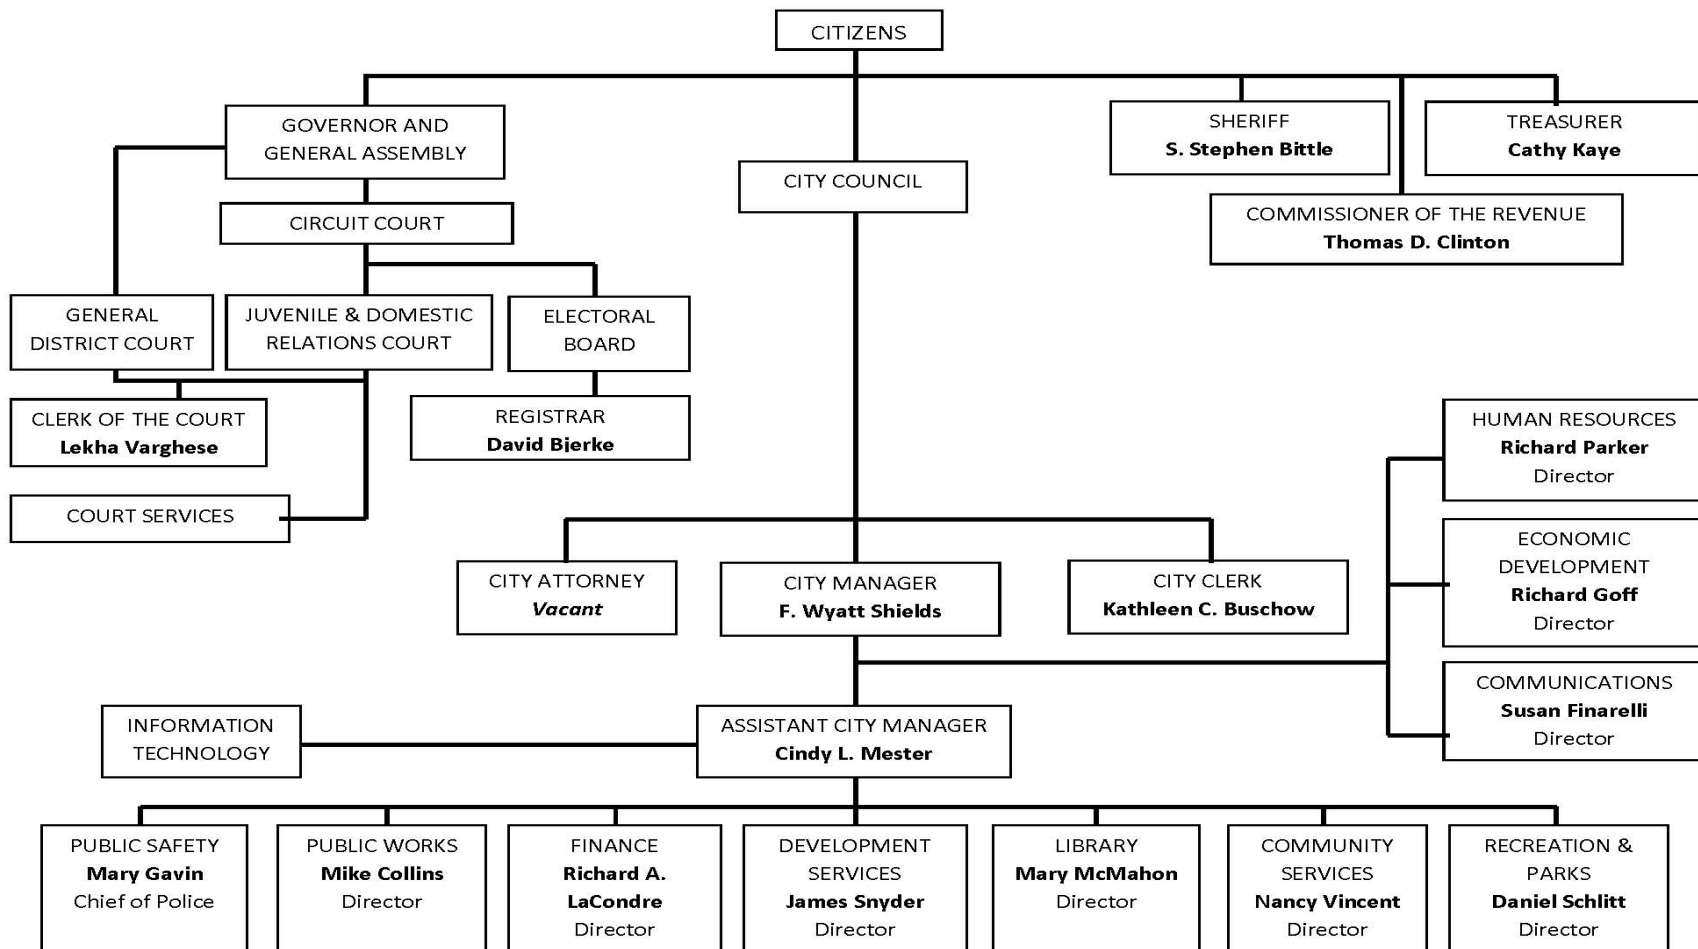 CITIZENS
GOVERNOR AND
GENERAL ASSEMBLY
SHERIFF
S. Stephen Bittle
TREASURER
Cathy Kaye
CITY COUNCIL
COMMISSIONER OF THE REVENUE
Thomas D. Clinton
CIRCUIT COURT
GENERAL
DISTRICT COURT
JUVENILE & DOMESTIC
RELATIONS COURT
ELECTORAL
BOARD
CLERK OF THE COURT
Lekha Varghese
REGISTRAR
David Bjerke
COURT SERVICES
HUMAN RESOURCES
Richard Parker
Director
ECONOMIC
DEVELOPMENT
Richard Goff
Director
COMMUNICATIONS
Susan Finarelli
Director
CITY ATTORNEY
Vacant
CITY MANAGER
F. Wyatt Shields
CITY CLERK
Kathleen C. Buschow
INFORMATION
TECHNOLOGY
ASSISTANT CITY MANAGER
Cindy L. Mester
PUBLIC SAFETY
Mary Gavin
Chief of Police
PUBLIC WORKS
Mike Collins
Director
FINANCE
Richard A.
LaCondre
Director
DEVELOPMENT
SERVICES
James Snyder
Director
LIBRARY
Mary McMahon
Director
COMMUNITY
SERVICES
Nancy Vincent
Director
RECREATION &
PARKS
Daniel Schlitt
Director